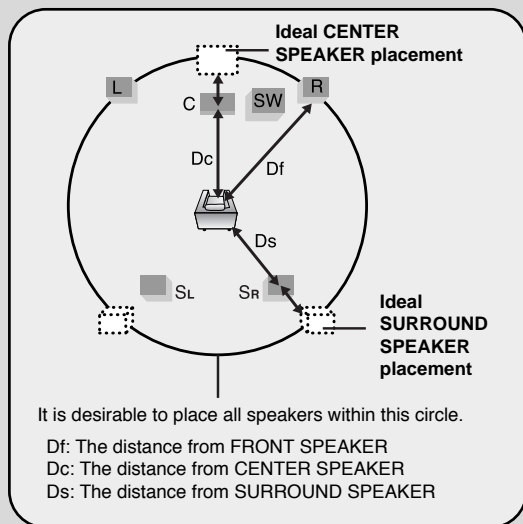 Ideal CENTER
SPEAKER placement
L
R
C
SW
Dc
Df
Ds
SL
SR
Ideal
SURROUND
SPEAKER
placement
It is desirable to place all speakers within this circle.
Df: The distance from FRONT SPEAKER
Dc: The distance from CENTER SPEAKER
Ds: The distance from SURROUND SPEAKER